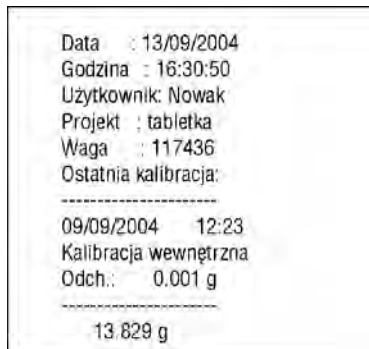 Data : 13/09/2004
Godzina : 16:30:50
Użytkownik: Nowak
Projekt : tabletka
Waga : 117436
Ostatnia kalibracja:
----------------------
09/09/2004 12:23
Kalibracja wewnętrzna
Odch.: 0.001 g
----------------------
13.829 g